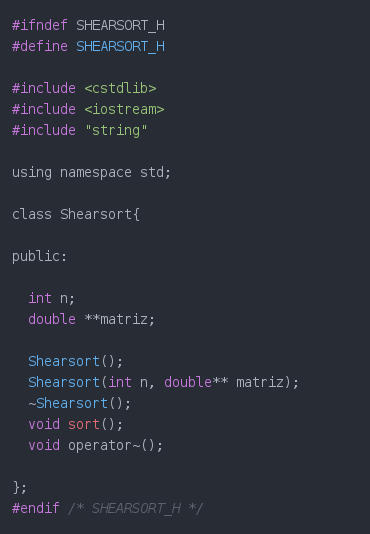 #ifndef SHEARSORT_H
#define SHEARSORT_H
#include <cstdlib>
#include <iostream>
#include "string"
using namespace std;
class Shearsort{
public:
int n;
double **matriz;
Shearsort();
Shearsort(int n, double** matriz);
~Shearsort();
void sort();
void operator~();
};
#endif /* SHEARSORT_H */